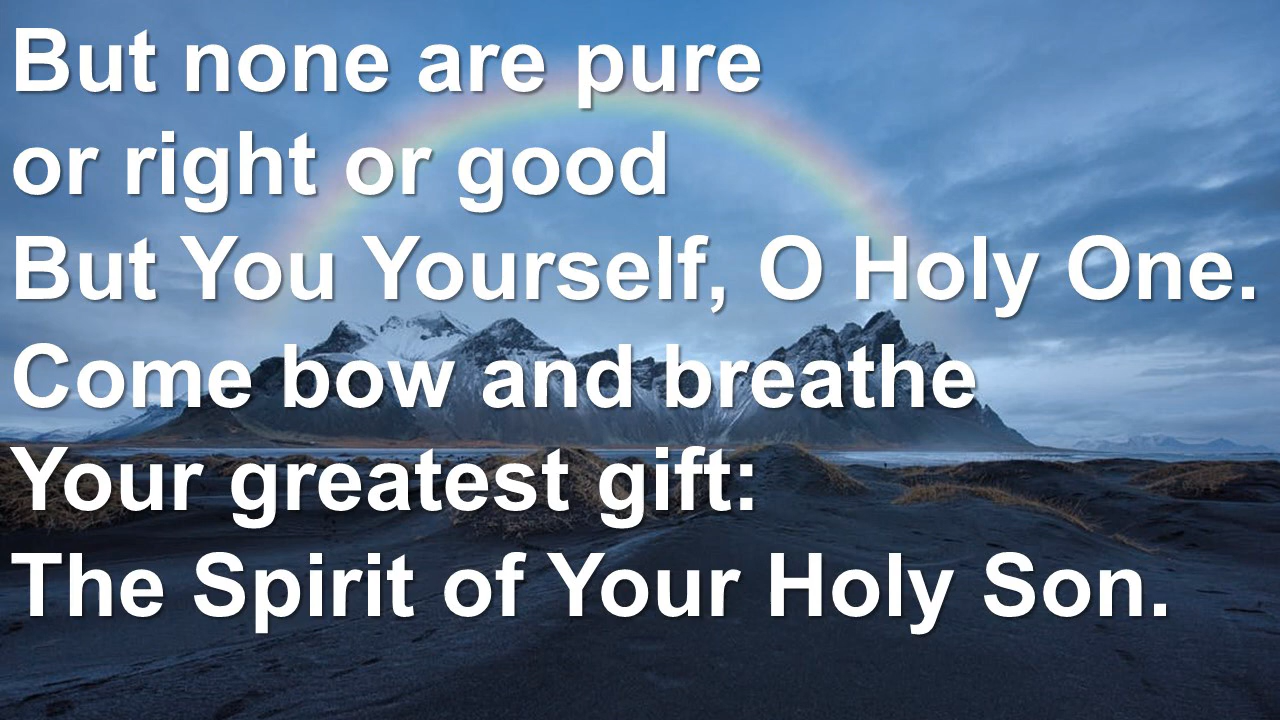 But none are pure
or right or good
But You Yourself, O Holy One.
Come bow and breathe
Your greatest gift:
The Spirit of Your Holy Son.